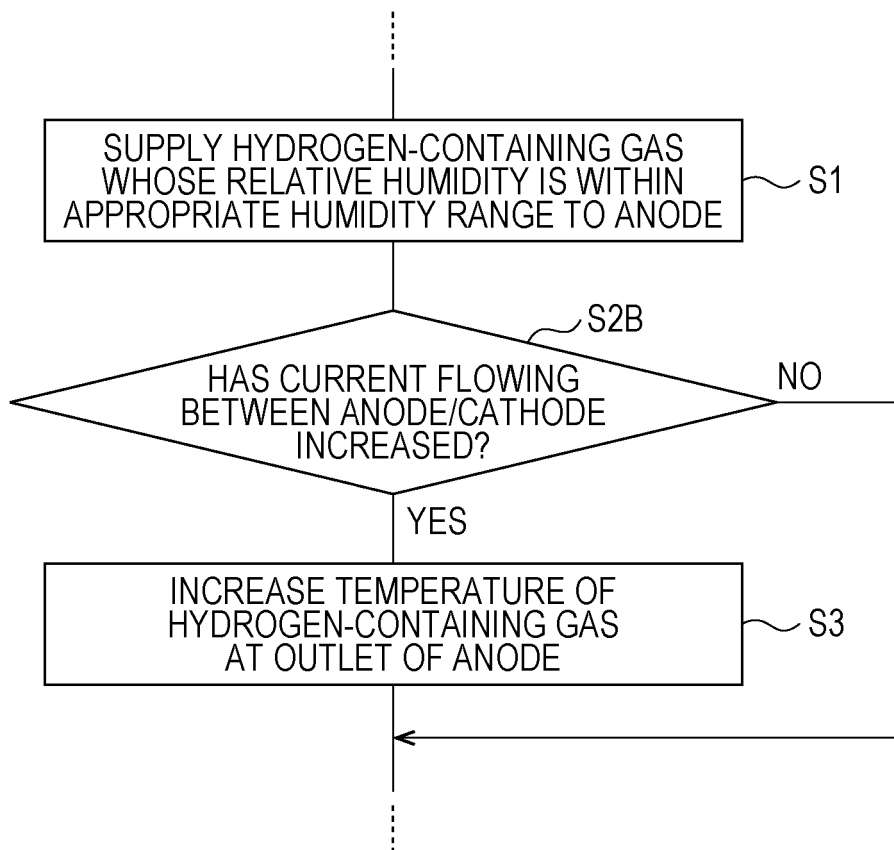 SUPPLY HYDROGEN-CONTAINING GAS
WHOSE RELATIVE HUMIDITY IS WITHIN
APPROPRIATE HUMIDITY RANGE TO ANODE
S1
S2B
HAS CURRENT FLOWING
BETWEEN ANODE/CATHODE
INCREASED?
NO
YES
INCREASE TEMPERATURE OF
HYDROGEN-CONTAINING GAS
AT OUTLET OF ANODE
S3